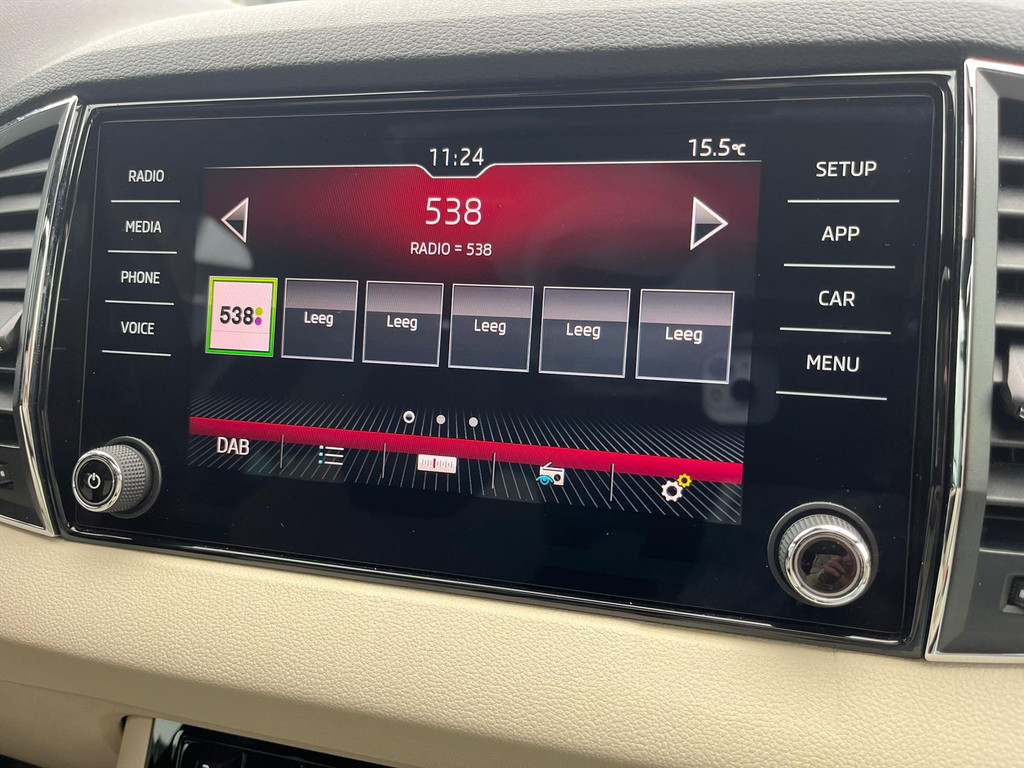 11:24
15.5°C
538
RADIO = 538
538
Leeg
Leeg
Leeg
Leeg
Leeg
DAB
RADIO
MEDIA
PHONE
VOICE
SETUP
APP
CAR
MENU